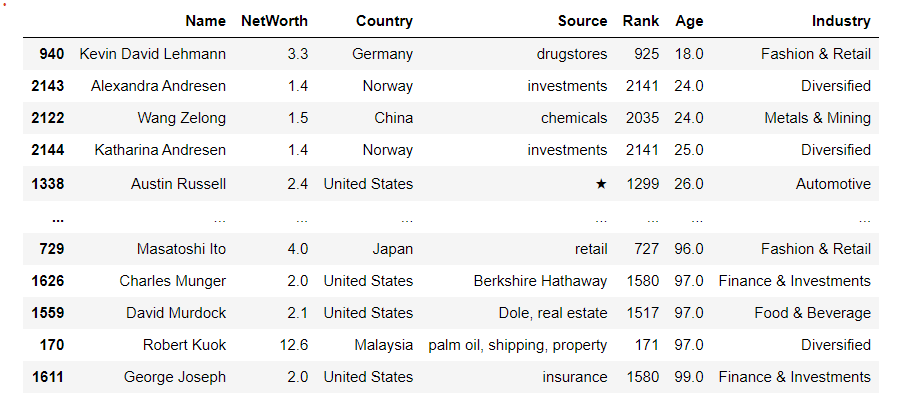 Name NetWorth Country Source Rank Age Industry
940 Kevin David Lehmann 3.3 Germany drugstores 925 18.0 Fashion & Retail
2143 Alexandra Andresen 1.4 Norway investments 2141 24.0 Diversified
2122 Wang Zelong 1.5 China chemicals 2035 24.0 Metals & Mining
2144 Katharina Andresen 1.4 Norway investments 2141 25.0 Diversified
1338 Austin Russell 2.4 United States ★ 1299 26.0 Automotive
... ... ... ... ... ... ... ...
729 Masatoshi Ito 4.0 Japan retail 727 96.0 Fashion & Retail
1626 Charles Munger 2.0 United States Berkshire Hathaway 1580 97.0 Finance & Investments
1559 David Murdock 2.1 United States Dole, real estate 1517 97.0 Food & Beverage
170 Robert Kuok 12.6 Malaysia palm oil, shipping, property 171 97.0 Diversified
1611 George Joseph 2.0 United States insurance 1580 99.0 Finance & Investments